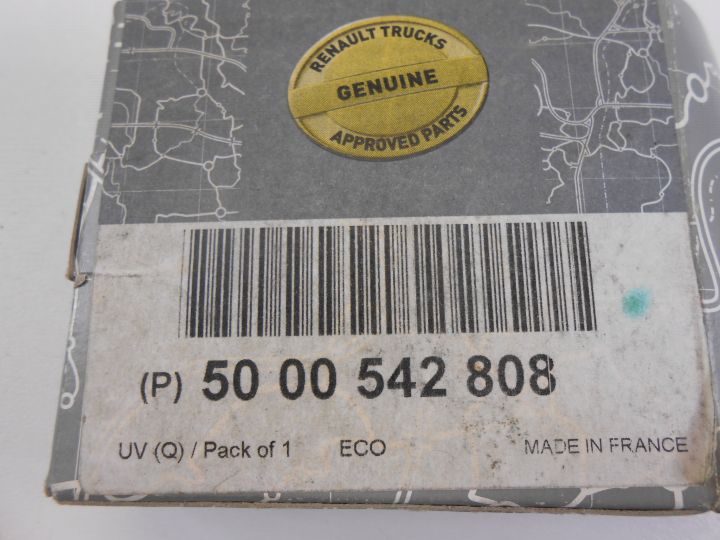 RENAULT TRUCKS
GENUINE
APPROVED PARTS
(P) 50 00 542 808
UV (Q) / Pack of 1 ECO MADE IN FRANCE